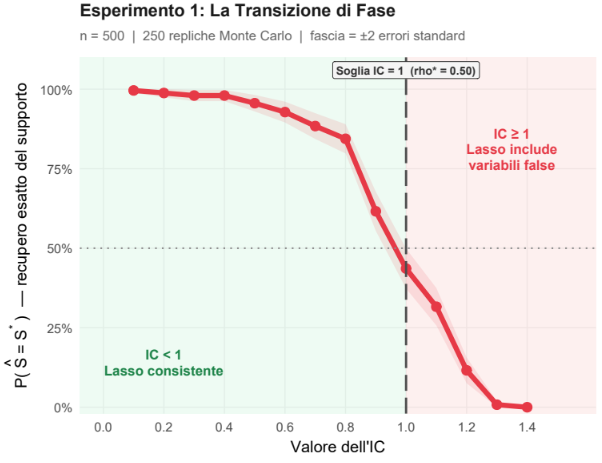 Esperimento 1: La Transizione di Fase
n = 500 | 250 repliche Monte Carlo | fascia = ±2 errori standard
Soglia IC = 1 (rho* = 0.50)
IC ≥ 1
Lasso include
variabili false
IC < 1
Lasso consistente
P( Ŝ = S* ) — recupero esatto del supporto
100%
75%
50%
25%
0%
0.0 0.2 0.4 0.6 0.8 1.0 1.2 1.4
Valore dell'IC